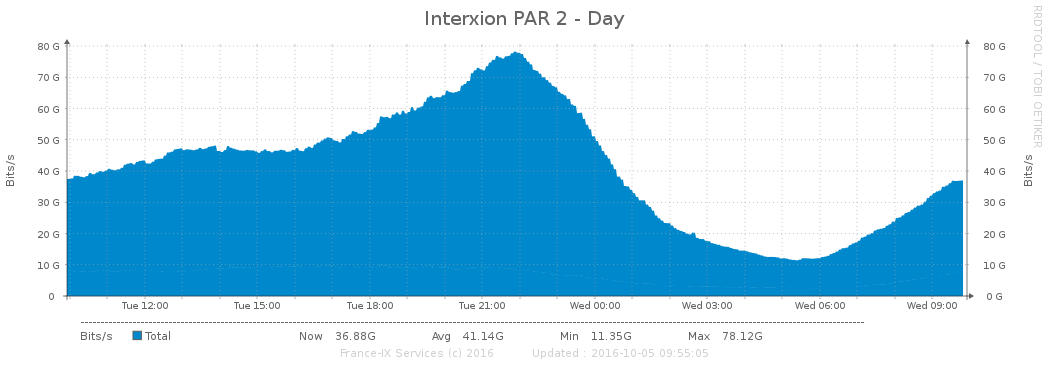 Interxion PAR 2 - Day
RRDTOOL / TOBI OETIKER
80 G 80 G
70 G 70 G
60 G 60 G
50 G 50 G
40 G 40 G
30 G 30 G
20 G 20 G
10 G 10 G
0 0 G
Bits/s
Bits/s
Tue 12:00 Tue 15:00 Tue 18:00 Tue 21:00 Wed 00:00 Wed 03:00 Wed 06:00 Wed 09:00
Bits/s Total Now 36.88G Avg 41.14G Min 11.35G Max 78.12G
France-IX Services (c) 2016 Updated : 2016-10-05 09:55:05